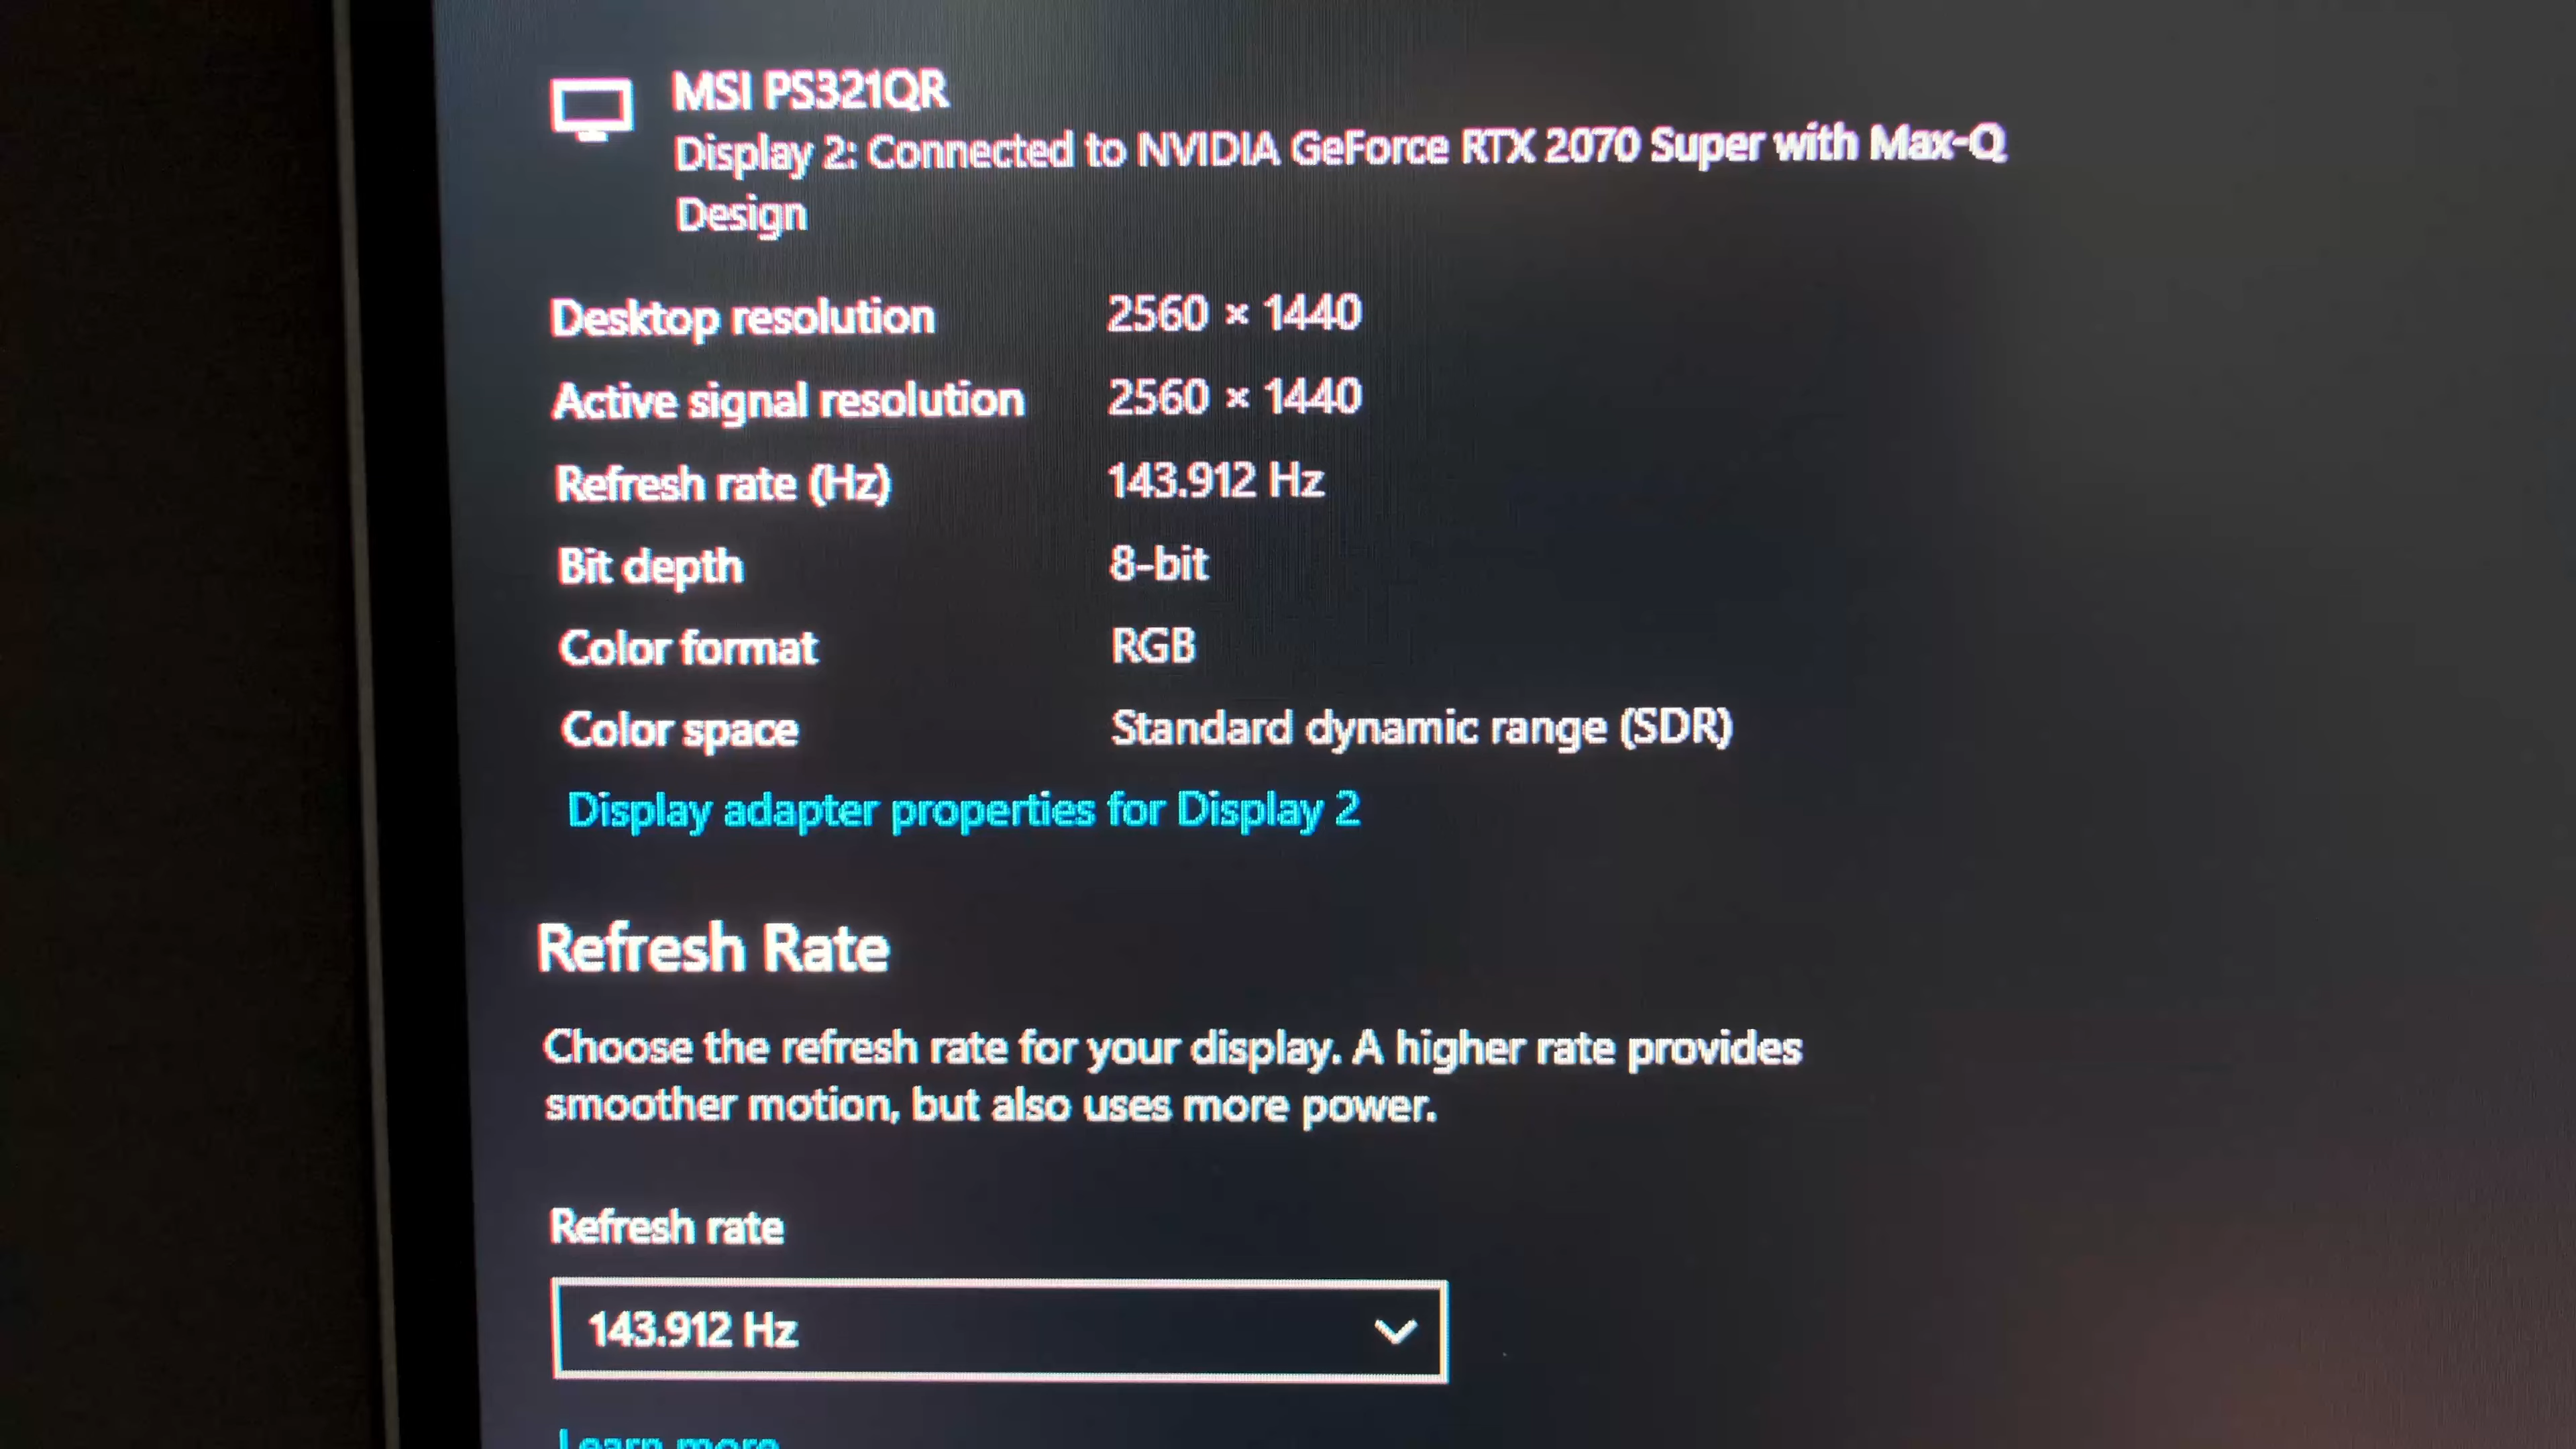 MSI PS321QR
Display 2: Connected to NVIDIA GeForce RTX 2070 Super with Max-Q
Design
Desktop resolution 2560 × 1440
Active signal resolution 2560 × 1440
Refresh rate (Hz) 143.912 Hz
Bit depth 8-bit
Color format RGB
Color space Standard dynamic range (SDR)
Display adapter properties for Display 2
Refresh Rate
Choose the refresh rate for your display. A higher rate provides
smoother motion, but also uses more power.
Refresh rate
143.912 Hz
Learn more